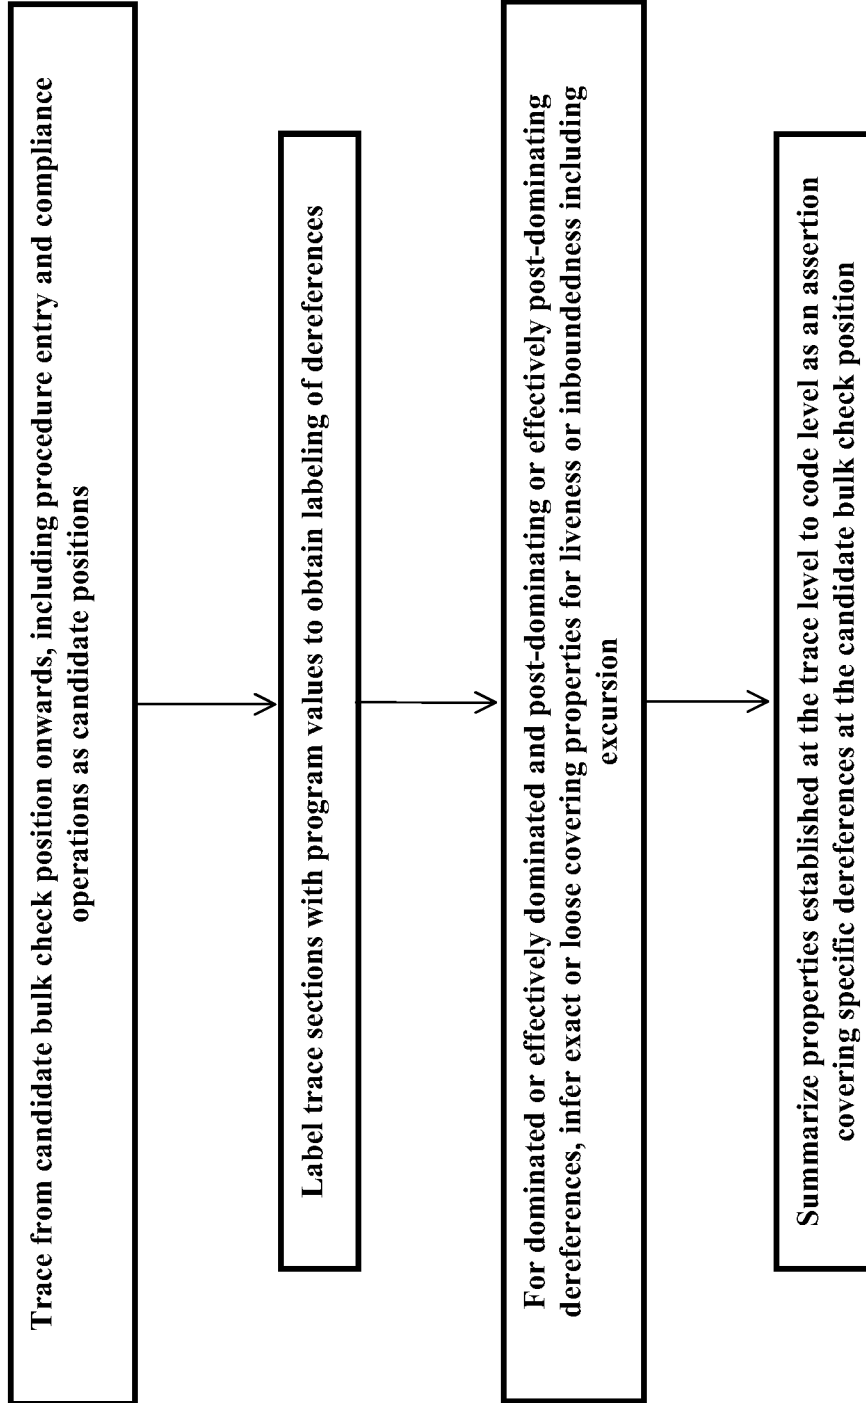 Trace from candidate bulk check position onwards, including procedure entry and compliance
operations as candidate positions
Label trace sections with program values to obtain labeling of dereferences
For dominated or effectively dominated and post-dominating or effectively post-dominating
dereferences, infer exact or loose covering properties for liveness or inboundedness including
excursion
Summarize properties established at the trace level to code level as an assertion
covering specific dereferences at the candidate bulk check position